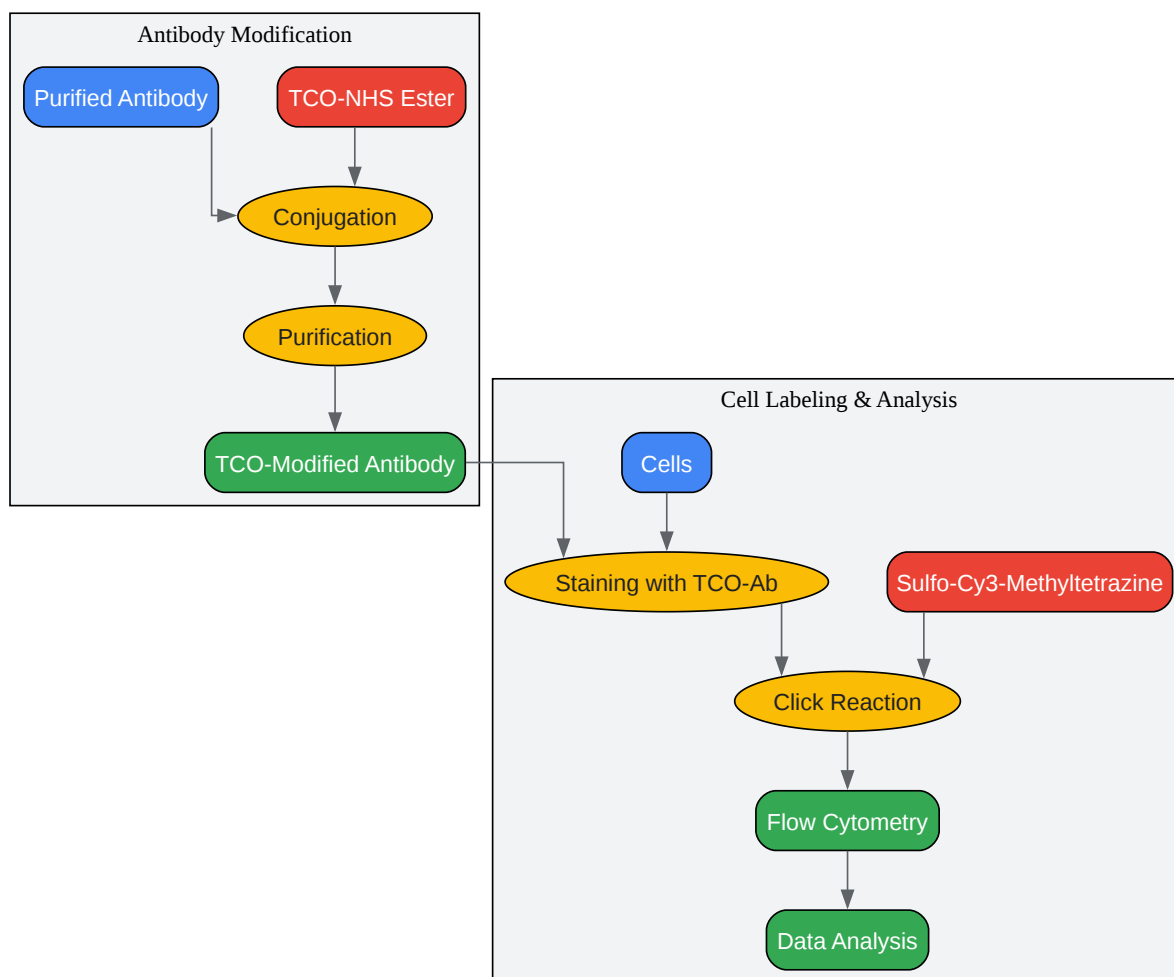 Antibody Modification
Purified Antibody
TCO-NHS Ester
Conjugation
Purification
TCO-Modified Antibody
Cell Labeling & Analysis
Cells
Staining with TCO-Ab
Sulfo-Cy3-Methyltetrazine
Click Reaction
Flow Cytometry
Data Analysis